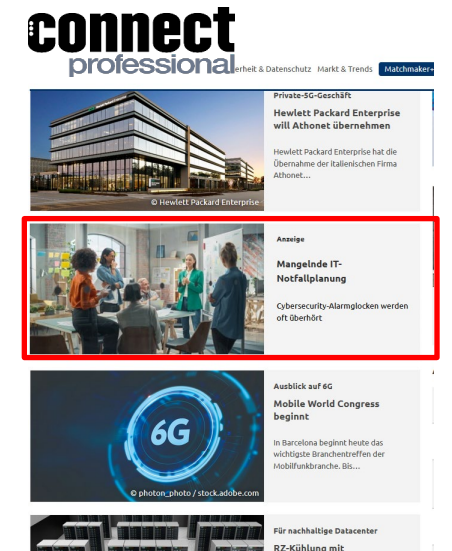 connect
professional
erheit & Datenschutz Markt & Trends Matchmaker+
Private-5G-Geschäft
Hewlett Packard Enterprise
will Athonet übernehmen
Hewlett Packard Enterprise hat die
Übernahme der italienischen Firma
Athonet...
© Hewlett Packard Enterprise
Anzeige
Mangelnde IT-
Notfallplanung
Cybersecurity-Alarmglocken werden
oft überhört
Ausblick auf 6G
Mobile World Congress
beginnt
In Barcelona beginnt heute das
wichtigste Branchentreffen der
Mobilfunkbranche. Bis...
6G
© photon_photo / stock.adobe.com
Für nachhaltige Datacenter
RZ-Kühlung mit